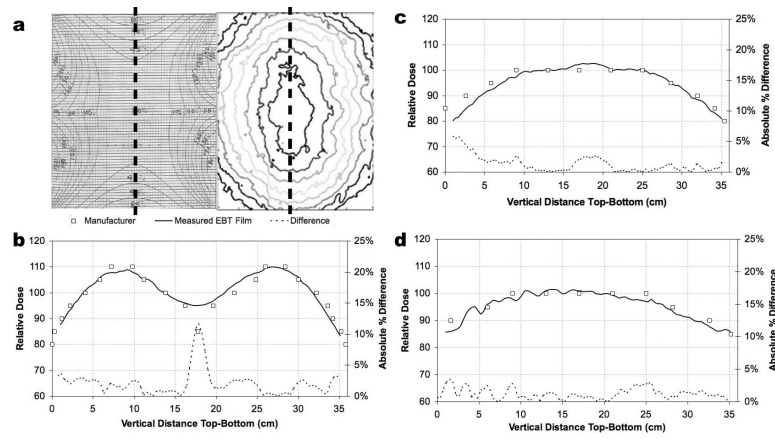 a
□ Manufacturer — Measured EBT Film ---- Difference
b
120
110
100
90
80
70
60
Relative Dose
25%
20%
15%
10%
5%
0%
Absolute % Difference
0 5 10 15 20 25 30 35
Vertical Distance Top-Bottom (cm)
c
120
110
100
90
80
70
60
Relative Dose
25%
20%
15%
10%
5%
0%
Absolute % Difference
0 5 10 15 20 25 30 35
Vertical Distance Top-Bottom (cm)
d
120
110
100
90
80
70
60
Relative Dose
25%
20%
15%
10%
5%
0%
Absolute % Difference
0 5 10 15 20 25 30 35
Vertical Distance Top-Bottom (cm)